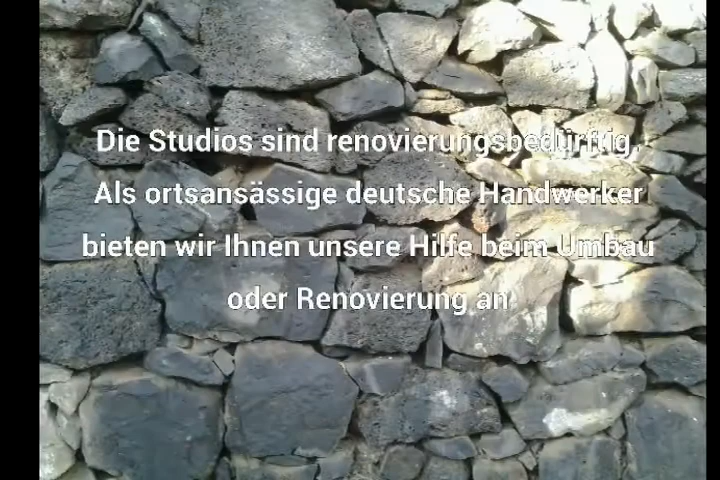 Die Studios sind renovierungsbedürftig.
Als ortsansässige deutsche Handwerker
bieten wir Ihnen unsere Hilfe beim Umbau
oder Renovierung an